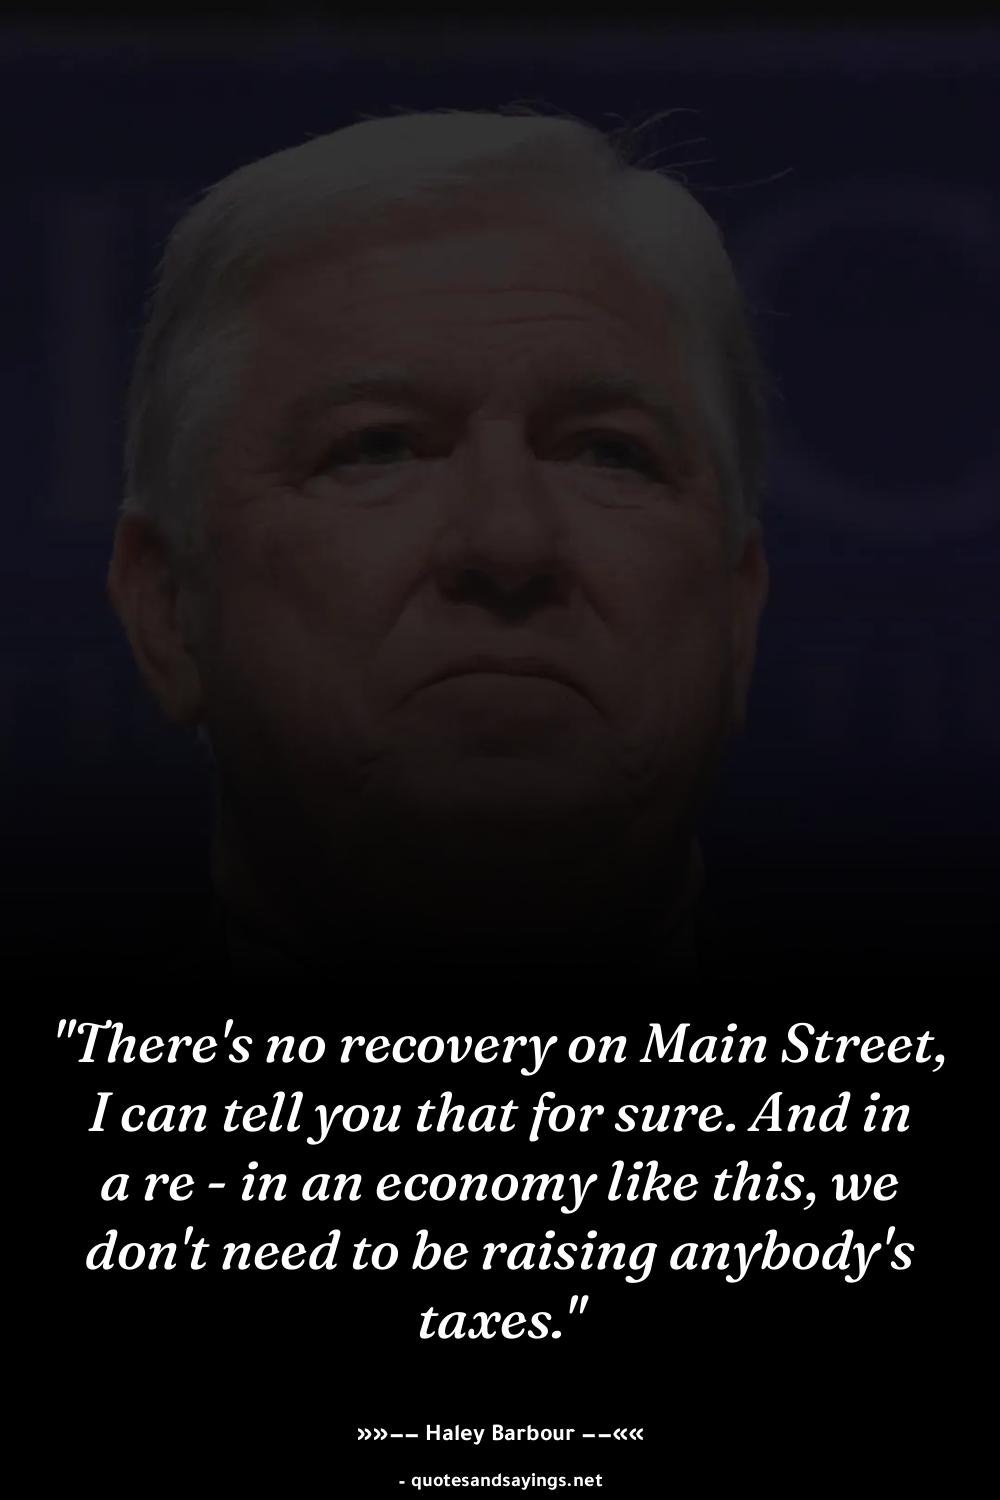 "There's no recovery on Main Street,
I can tell you that for sure. And in
a re - in an economy like this, we
don't need to be raising anybody's
taxes."
»»−− Haley Barbour −−««
- quotesandsayings.net